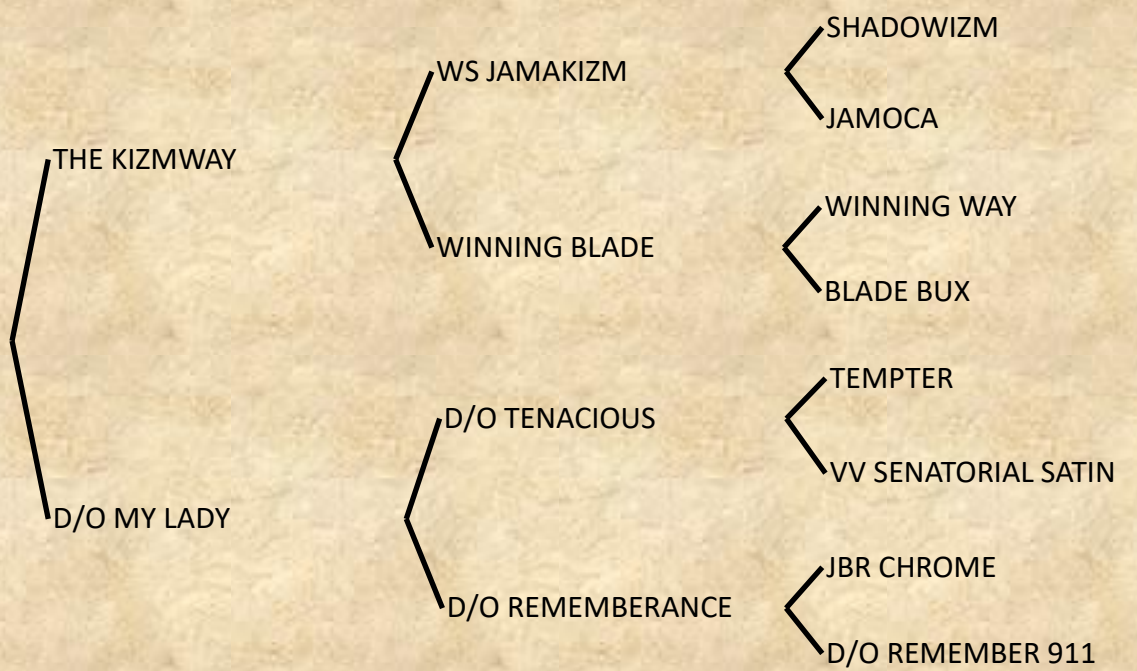 SHADOWIZM
WS JAMAKIZM
JAMOCA
THE KIZMWAY
WINNING WAY
WINNING BLADE
BLADE BUX
TEMPTER
D/O TENACIOUS
VV SENATORIAL SATIN
D/O MY LADY
JBR CHROME
D/O REMEMBERANCE
D/O REMEMBER 911